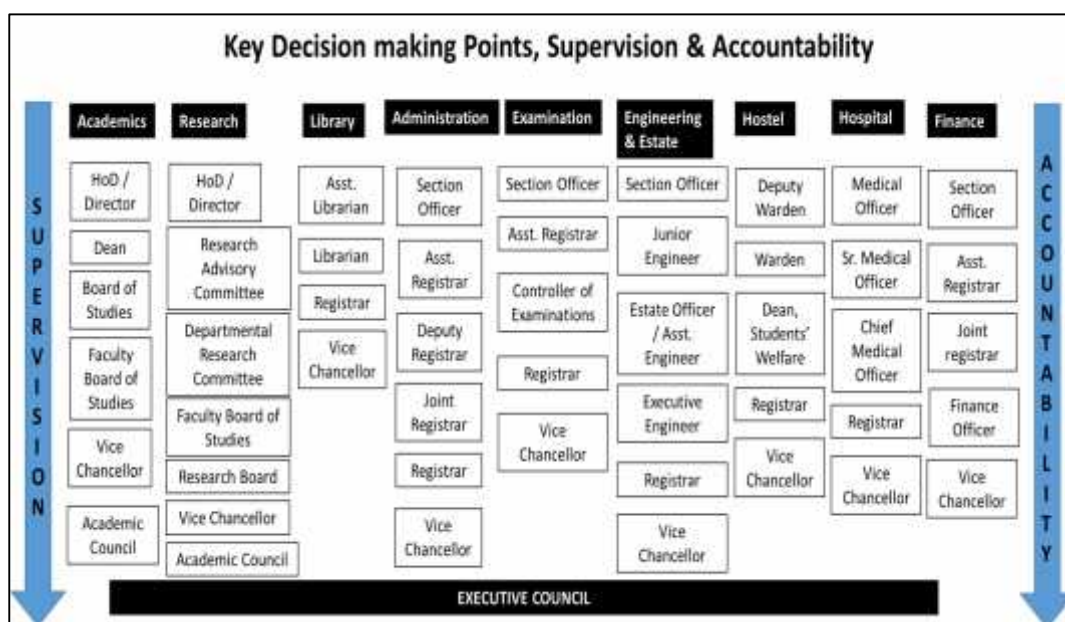 Key Decision making Points, Supervision & Accountability
SUPERVISION
Academics
HoD /
Director
Dean
Board of
Studies
Faculty
Board of
Studies
Vice
Chancellor
Academic
Council
Research
HoD /
Director
Research
Advisory
Committee
Departmental
Research
Committee
Faculty Board of
Studies
Research Board
Vice Chancellor
Academic Council
Library
Asst.
Librarian
Librarian
Registrar
Vice
Chancellor
Administration
Section
Officer
Asst.
Registrar
Deputy
Registrar
Joint
Registrar
Registrar
Vice
Chancellor
Examination
Section Officer
Asst. Registrar
Controller of
Examinations
Registrar
Vice
Chancellor
Engineering
& Estate
Section Officer
Junior
Engineer
Estate Officer
/ Asst.
Engineer
Executive
Engineer
Registrar
Vice
Chancellor
Hostel
Deputy
Warden
Warden
Dean,
Students'
Welfare
Registrar
Vice
Chancellor
Hospital
Medical
Officer
Sr. Medical
Officer
Chief
Medical
Officer
Registrar
Vice
Chancellor
Finance
Section
Officer
Asst.
Registrar
Joint
registrar
Finance
Officer
Vice
Chancellor
ACCOUNTABILITY
EXECUTIVE COUNCIL